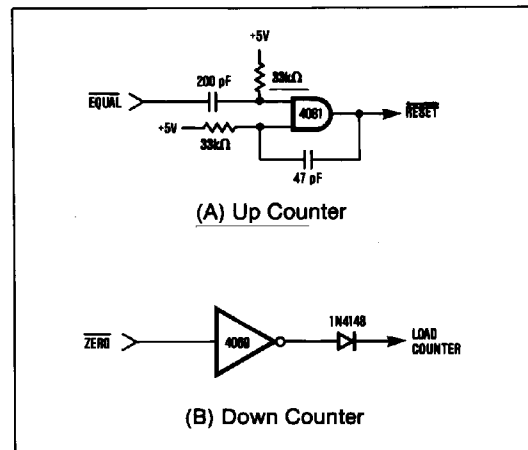 +5V
200 pF
33kΩ
EQUAL
4081
RESET
+5V
33kΩ
47 pF
(A) Up Counter
1N4148
ZERO
4069
LOAD
COUNTER
(B) Down Counter